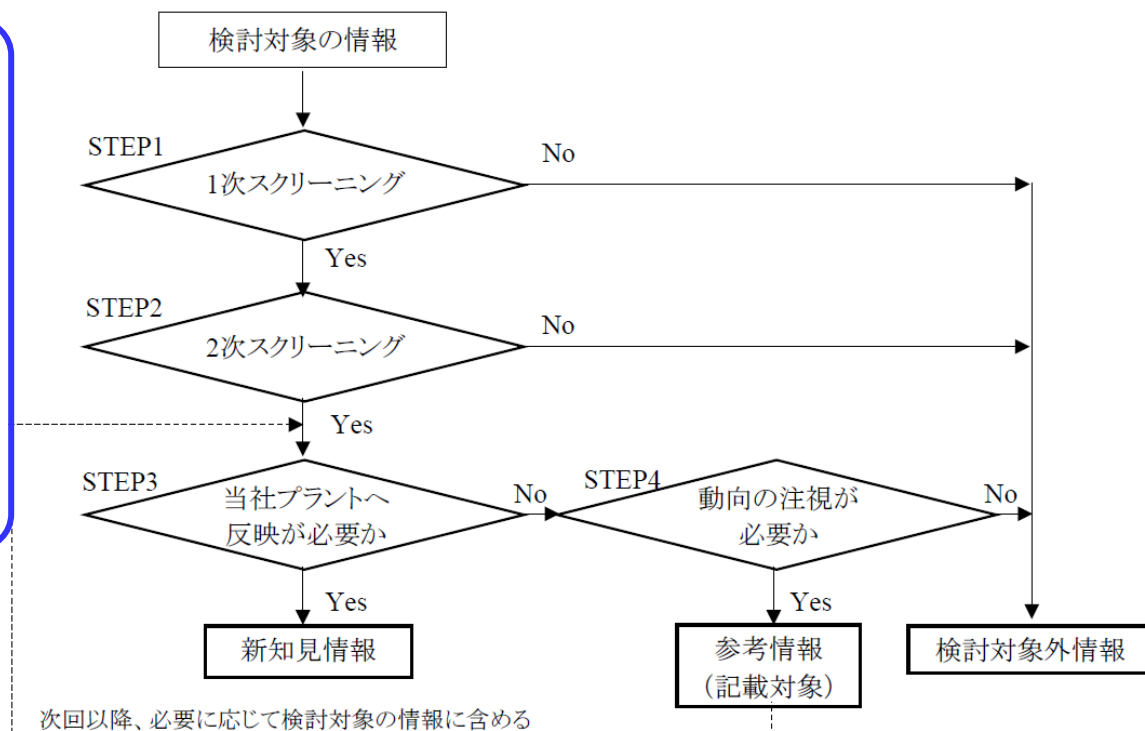 検討対象の情報
STEP1
No
1次スクリーニング
Yes
STEP2
No
2次スクリーニング
Yes
STEP3
当社プラントへ
反映が必要か
No
STEP4
動向の注視が
必要か
No
Yes
Yes
新知見情報
参考情報
(記載対象)
検討対象外情報
次回以降、必要に応じて検討対象の情報に含める